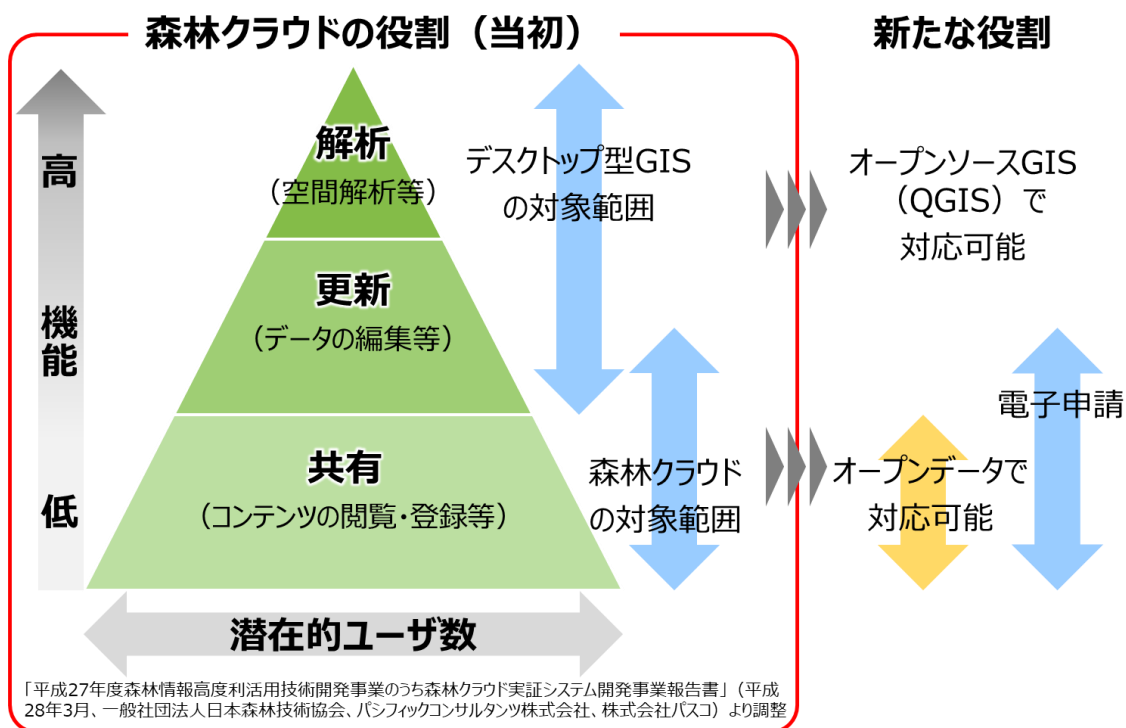 森林クラウドの役割（当初）
新たな役割
高
機能
低
解析
（空間解析等）
更新
（データの編集等）
共有
（コンテンツの閲覧・登録等）
デスクトップ型GIS
の対象範囲
森林クラウド
の対象範囲
オープンソースGIS
（QGIS）で
対応可能
電子申請
オープンデータで
対応可能
潜在的ユーザ数
「平成27年度森林情報高度利活用技術開発事業のうち森林クラウド実証システム開発事業報告書」（平成
28年3月、一般社団法人日本森林技術協会、パシフィックコンサルタンツ株式会社、株式会社パスコ）より調整